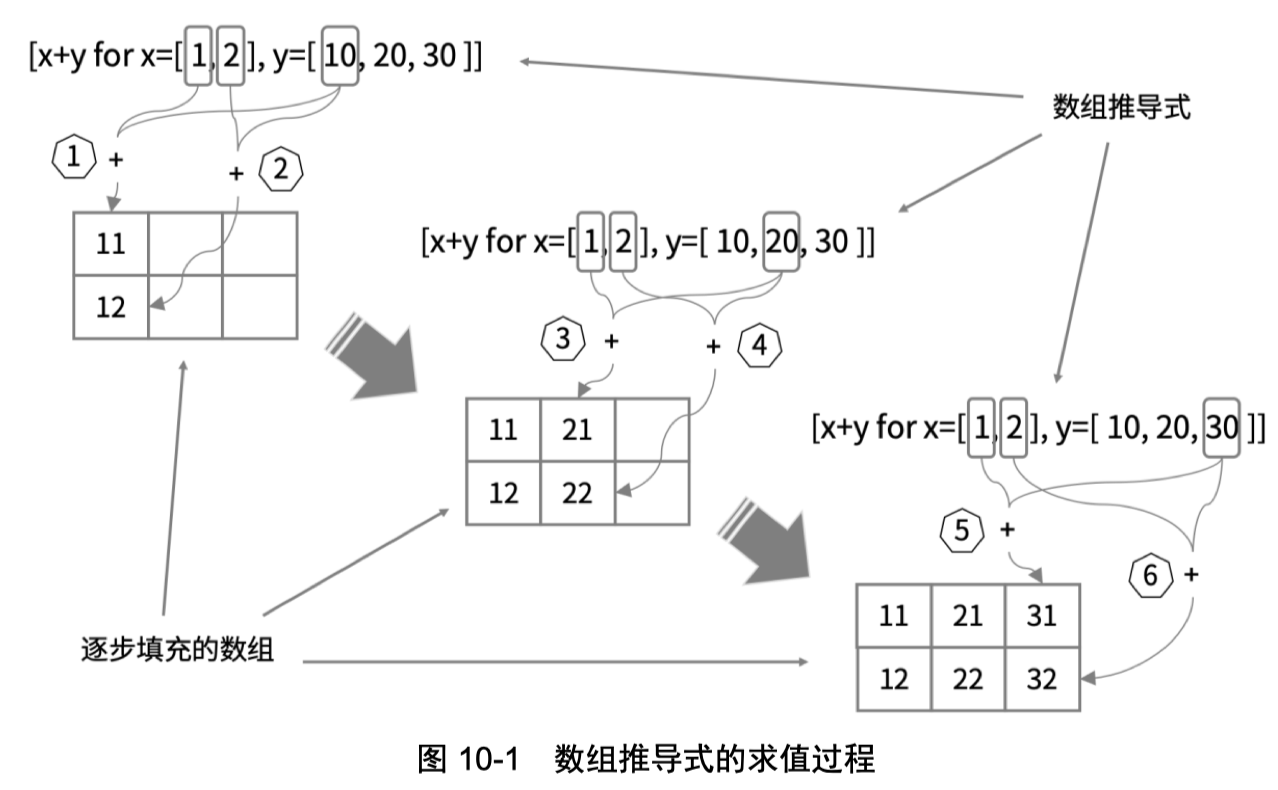 [x+y for x=[ 1, 2 ], y=[ 10, 20, 30 ]]
数组推导式
1 +
+ 2
11
12
[x+y for x=[ 1, 2 ], y=[ 10, 20, 30 ]]
3 +
+ 4
11 21
12 22
[x+y for x=[ 1, 2 ], y=[ 10, 20, 30 ]]
5 +
6 +
11 21 31
12 22 32
逐步填充的数组
图 10-1 数组推导式的求值过程